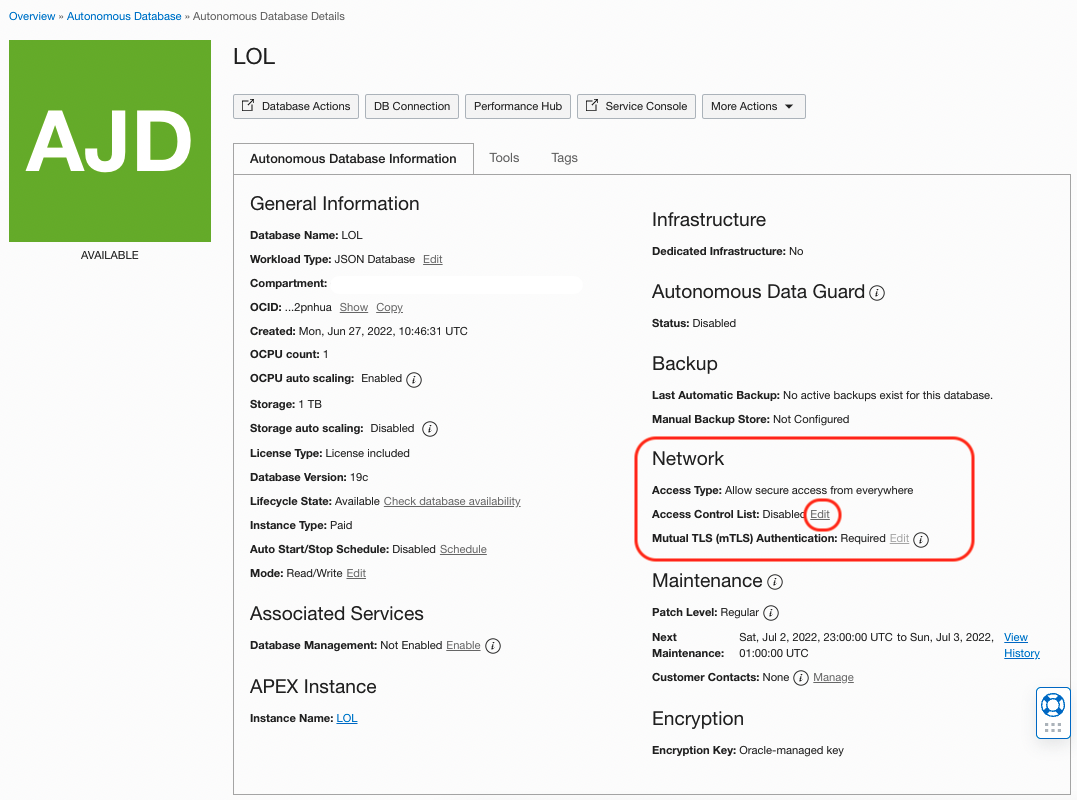 Overview » Autonomous Database » Autonomous Database Details
AJD
AVAILABLE
LOL
Database Actions
DB Connection
Performance Hub
Service Console
More Actions
Autonomous Database Information
Tools
Tags
General Information
Database Name: LOL
Workload Type: JSON Database Edit
Compartment:
OCID: ...2pnhua Show Copy
Created: Mon, Jun 27, 2022, 10:46:31 UTC
OCPU count: 1
OCPU auto scaling: Enabled i
Storage: 1 TB
Storage auto scaling: Disabled i
License Type: License included
Database Version: 19c
Lifecycle State: Available Check database availability
Instance Type: Paid
Auto Start/Stop Schedule: Disabled Schedule
Mode: Read/Write Edit
Associated Services
Database Management: Not Enabled Enable i
APEX Instance
Instance Name: LOL
Infrastructure
Dedicated Infrastructure: No
Autonomous Data Guard i
Status: Disabled
Backup
Last Automatic Backup: No active backups exist for this database.
Manual Backup Store: Not Configured
Network
Access Type: Allow secure access from everywhere
Access Control List: Disabled Edit
Mutual TLS (mTLS) Authentication: Required Edit i
Maintenance i
Patch Level: Regular i
Next Sat, Jul 2, 2022, 23:00:00 UTC to Sun, Jul 3, 2022, View
Maintenance: 01:00:00 UTC History
Customer Contacts: None i Manage
Encryption
Encryption Key: Oracle-managed key